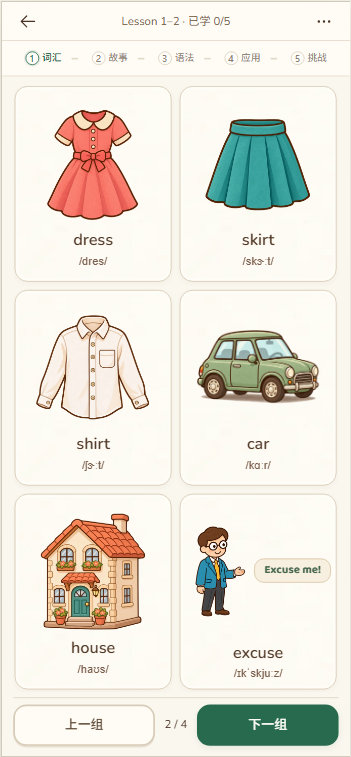 Lesson 1–2 · 已学 0/5
1 词汇 – 2 故事 – 3 语法 – 4 应用 – 5 挑战
dress
/dres/
skirt
/skɝːt/
shirt
/ʃɝːt/
car
/kɑːr/
house
/haʊs/
Excuse me!
excuse
/ɪkˈskjuːz/
上一组
2 / 4
下一组